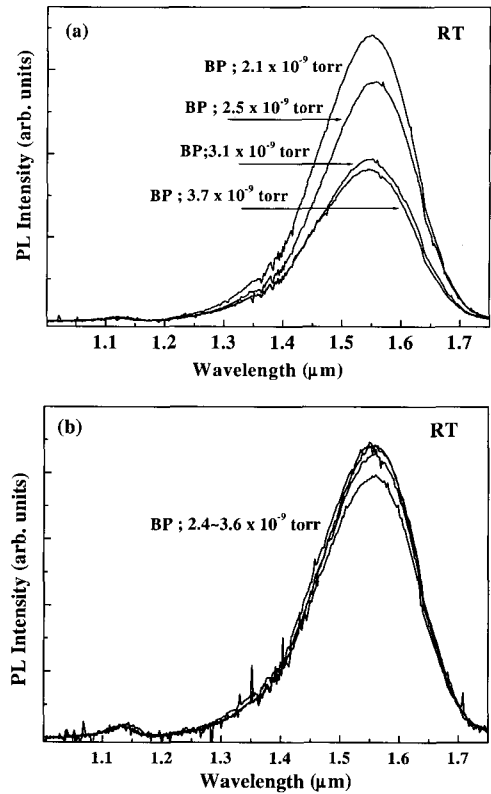 (a)
RT
BP ; 2.1 x 10⁻⁹ torr
BP ; 2.5 x 10⁻⁹ torr
BP;3.1 x 10⁻⁹ torr
BP ; 3.7 x 10⁻⁹ torr
PL Intensity (arb. units)
1.1 1.2 1.3 1.4 1.5 1.6 1.7
Wavelength (μm)
(b)
RT
BP ; 2.4~3.6 x 10⁻⁹ torr
PL Intensity (arb. units)
1.1 1.2 1.3 1.4 1.5 1.6 1.7
Wavelength (μm)